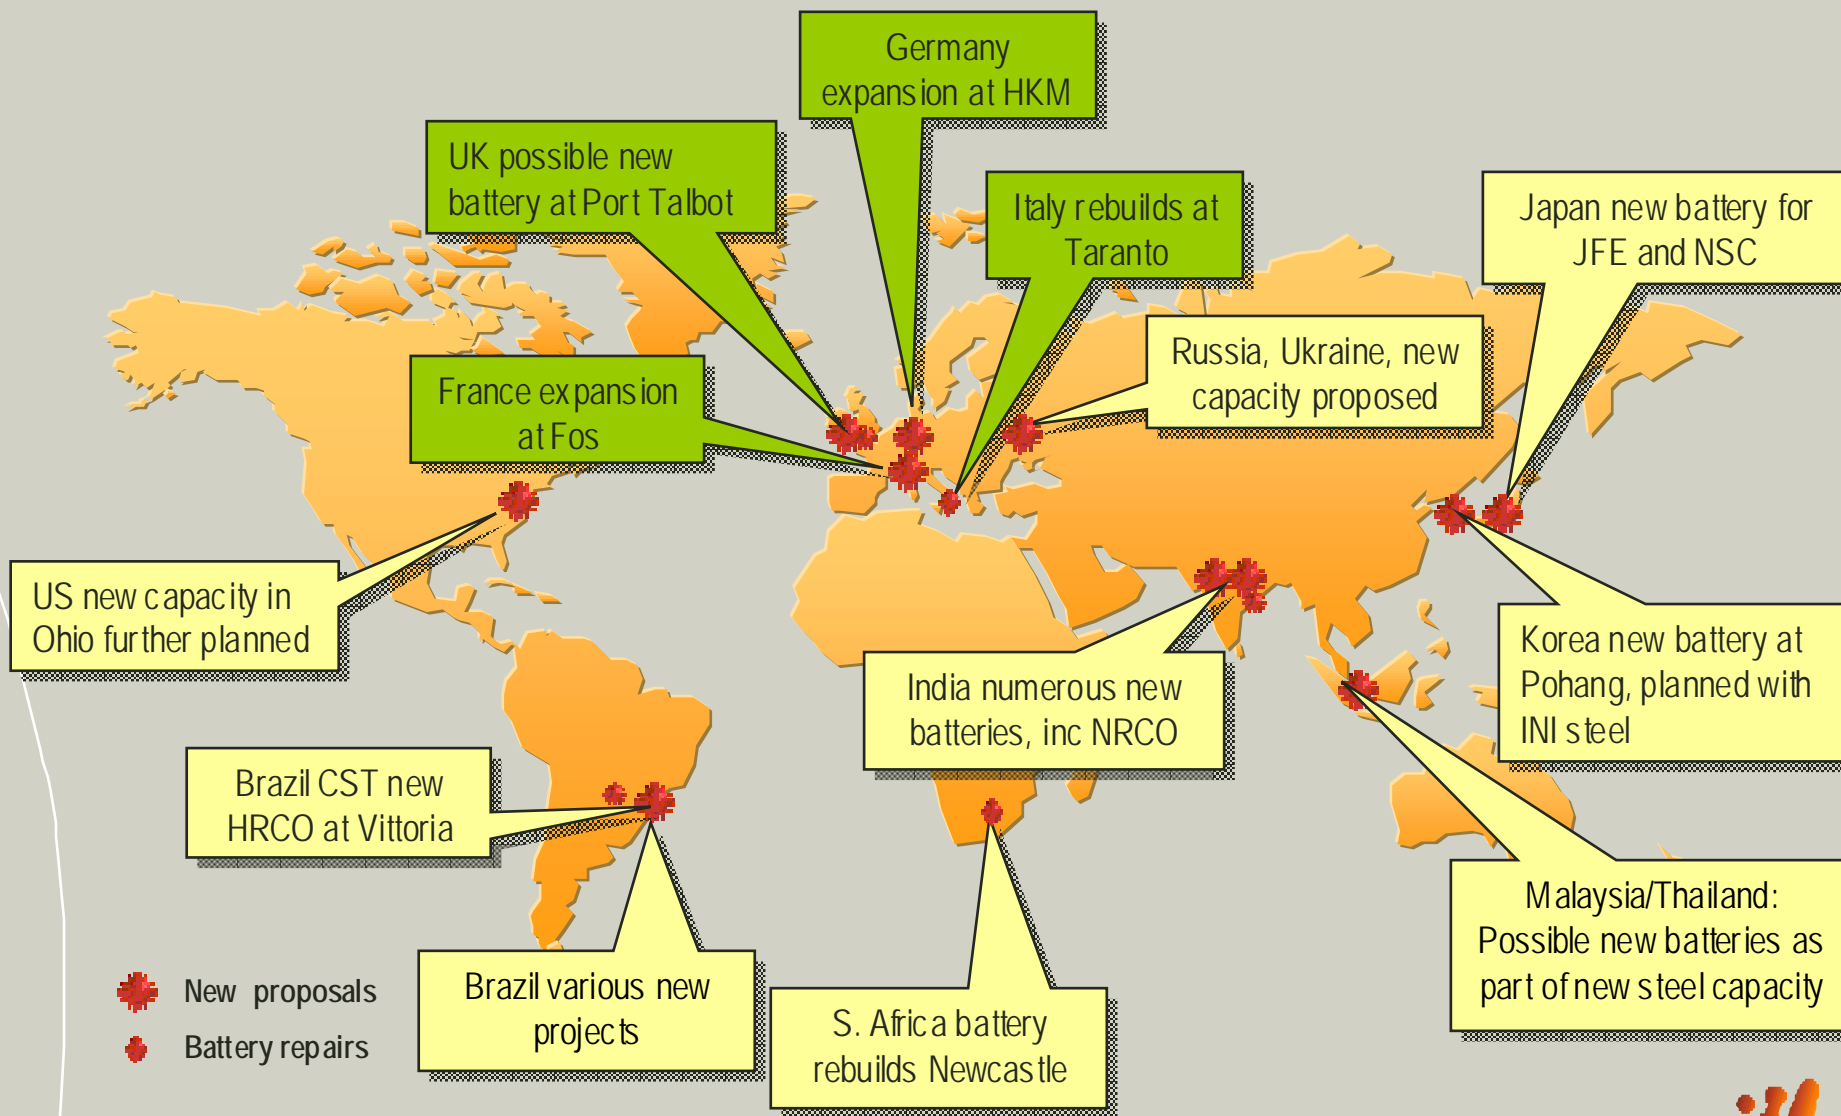 Germany
expansion at HKM
UK possible new
battery at Port Talbot
Italy rebuilds at
Taranto
Japan new battery for
JFE and NSC
Russia, Ukraine, new
capacity proposed
France expansion
at Fos
US new capacity in
Ohio further planned
India numerous new
batteries, inc NRCO
Korea new battery at
Pohang, planned with
INI steel
Brazil CST new
HRCO at Vittoria
Malaysia/Thailand:
Possible new batteries as
part of new steel capacity
Brazil various new
projects
S. Africa battery
rebuilds Newcastle
New proposals
Battery repairs